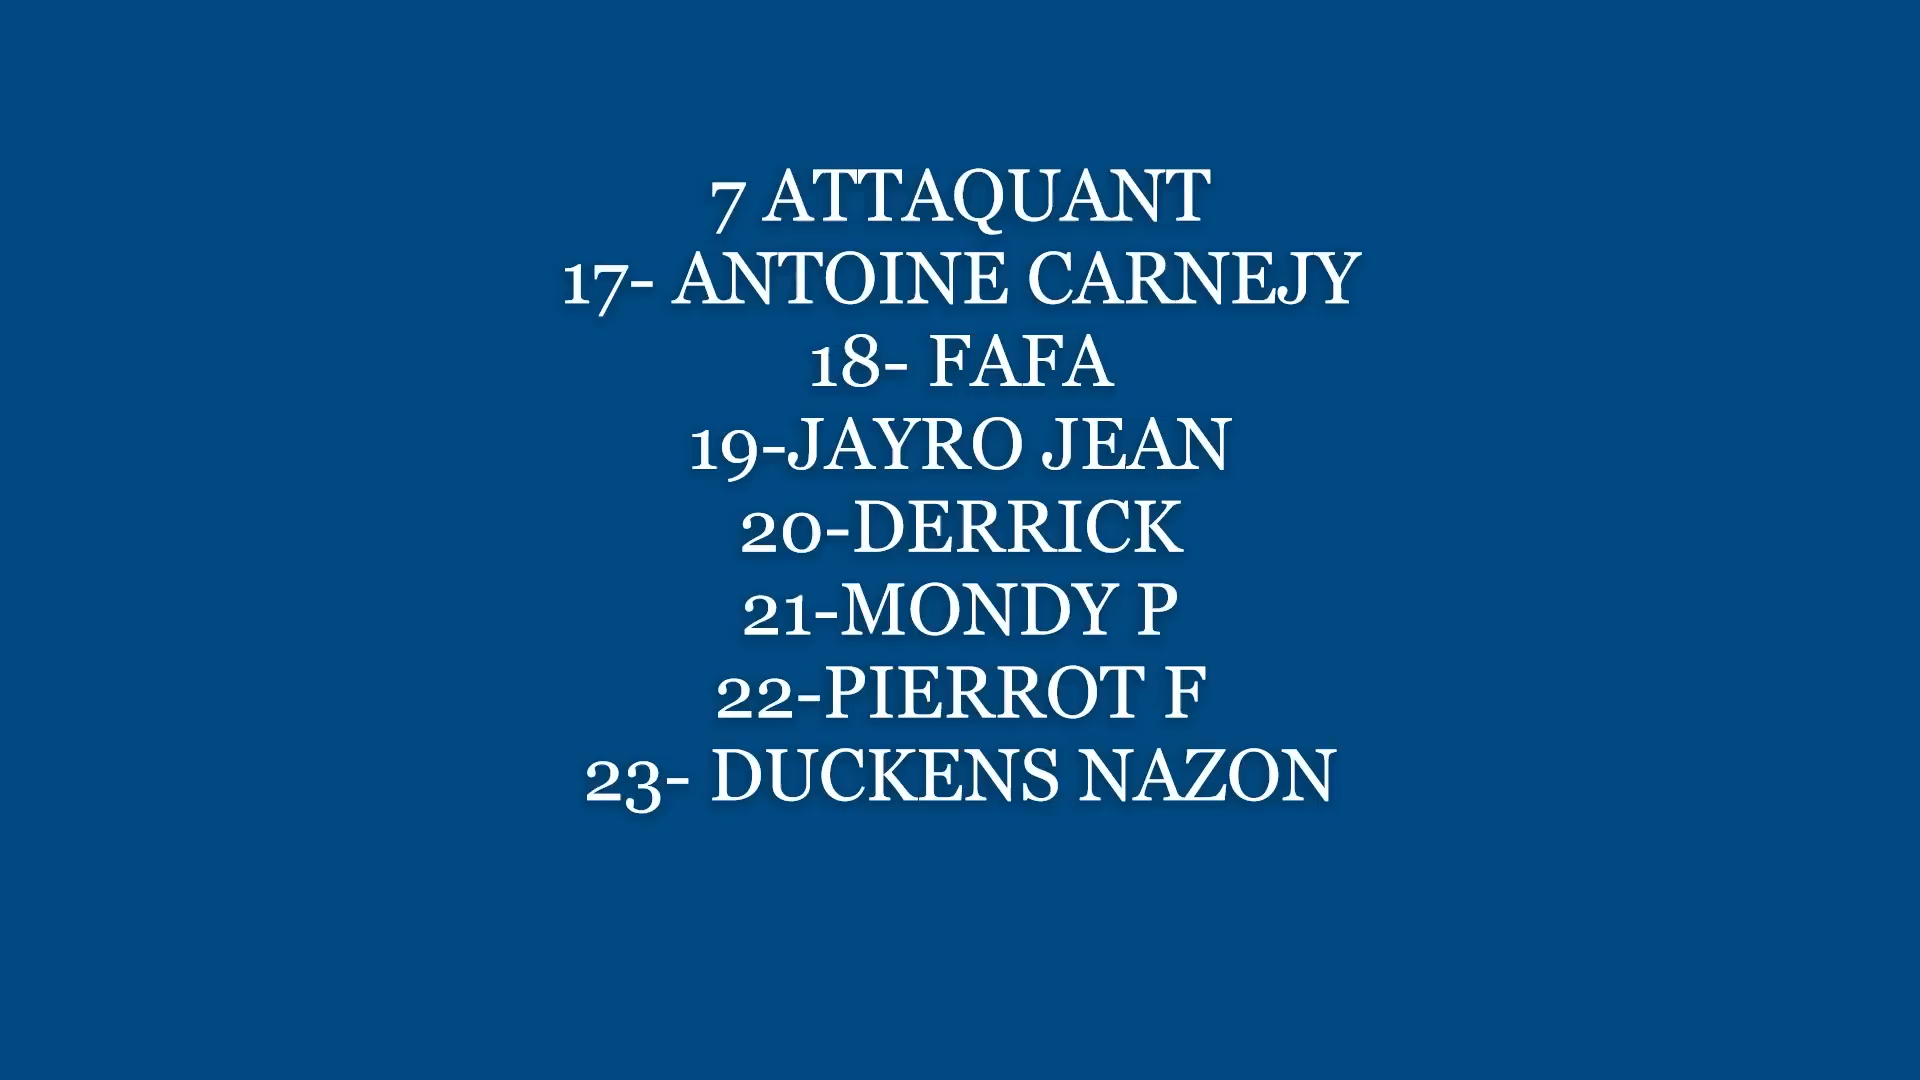 7 ATTAQUANT
17- ANTOINE CARNEJY
18- FAFA
19-JAYRO JEAN
20-DERRICK
21-MONDY P
22-PIERROT F
23- DUCKENS NAZON